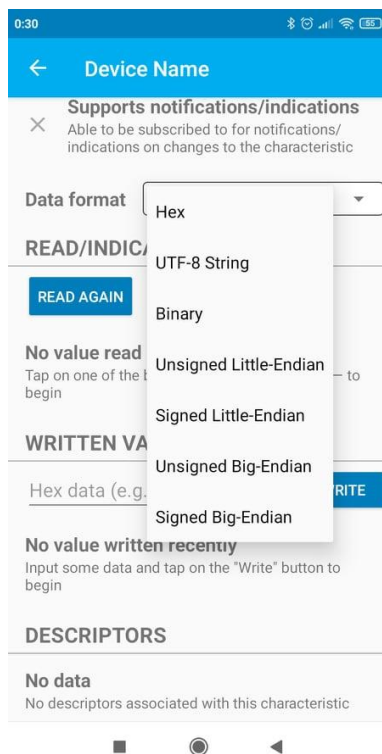 0:30
55
Device Name
Supports notifications/indications
Able to be subscribed to for notifications/
indications on changes to the characteristic
Data format
Hex
UTF-8 String
Binary
Unsigned Little-Endian
Signed Little-Endian
Unsigned Big-Endian
Signed Big-Endian
READ/INDICA
READ AGAIN
No value read
Tap on one of the b – to
begin
WRITTEN VA
Hex data (e.g. RITE
No value written recently
Input some data and tap on the "Write" button to
begin
DESCRIPTORS
No data
No descriptors associated with this characteristic